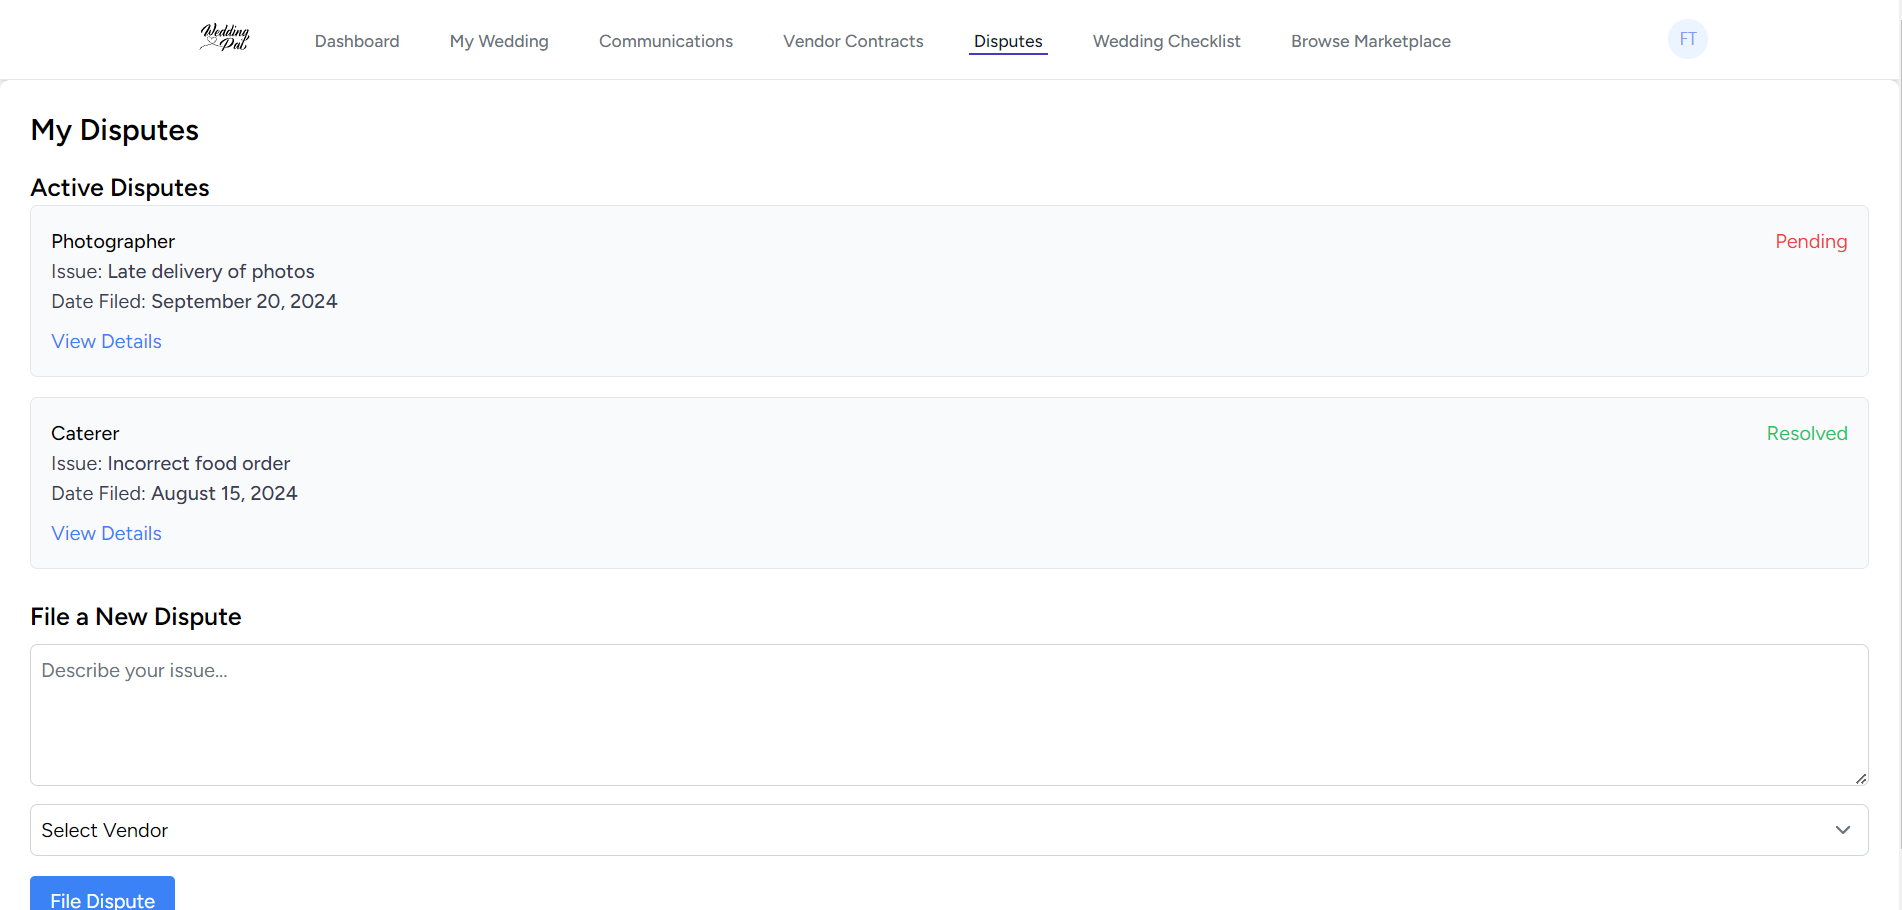 Wedding
Pal
Dashboard
My Wedding
Communications
Vendor Contracts
Disputes
Wedding Checklist
Browse Marketplace
FT
My Disputes
Active Disputes
Photographer
Pending
Issue: Late delivery of photos
Date Filed: September 20, 2024
View Details
Caterer
Resolved
Issue: Incorrect food order
Date Filed: August 15, 2024
View Details
File a New Dispute
Describe your issue...
Select Vendor
File Dispute